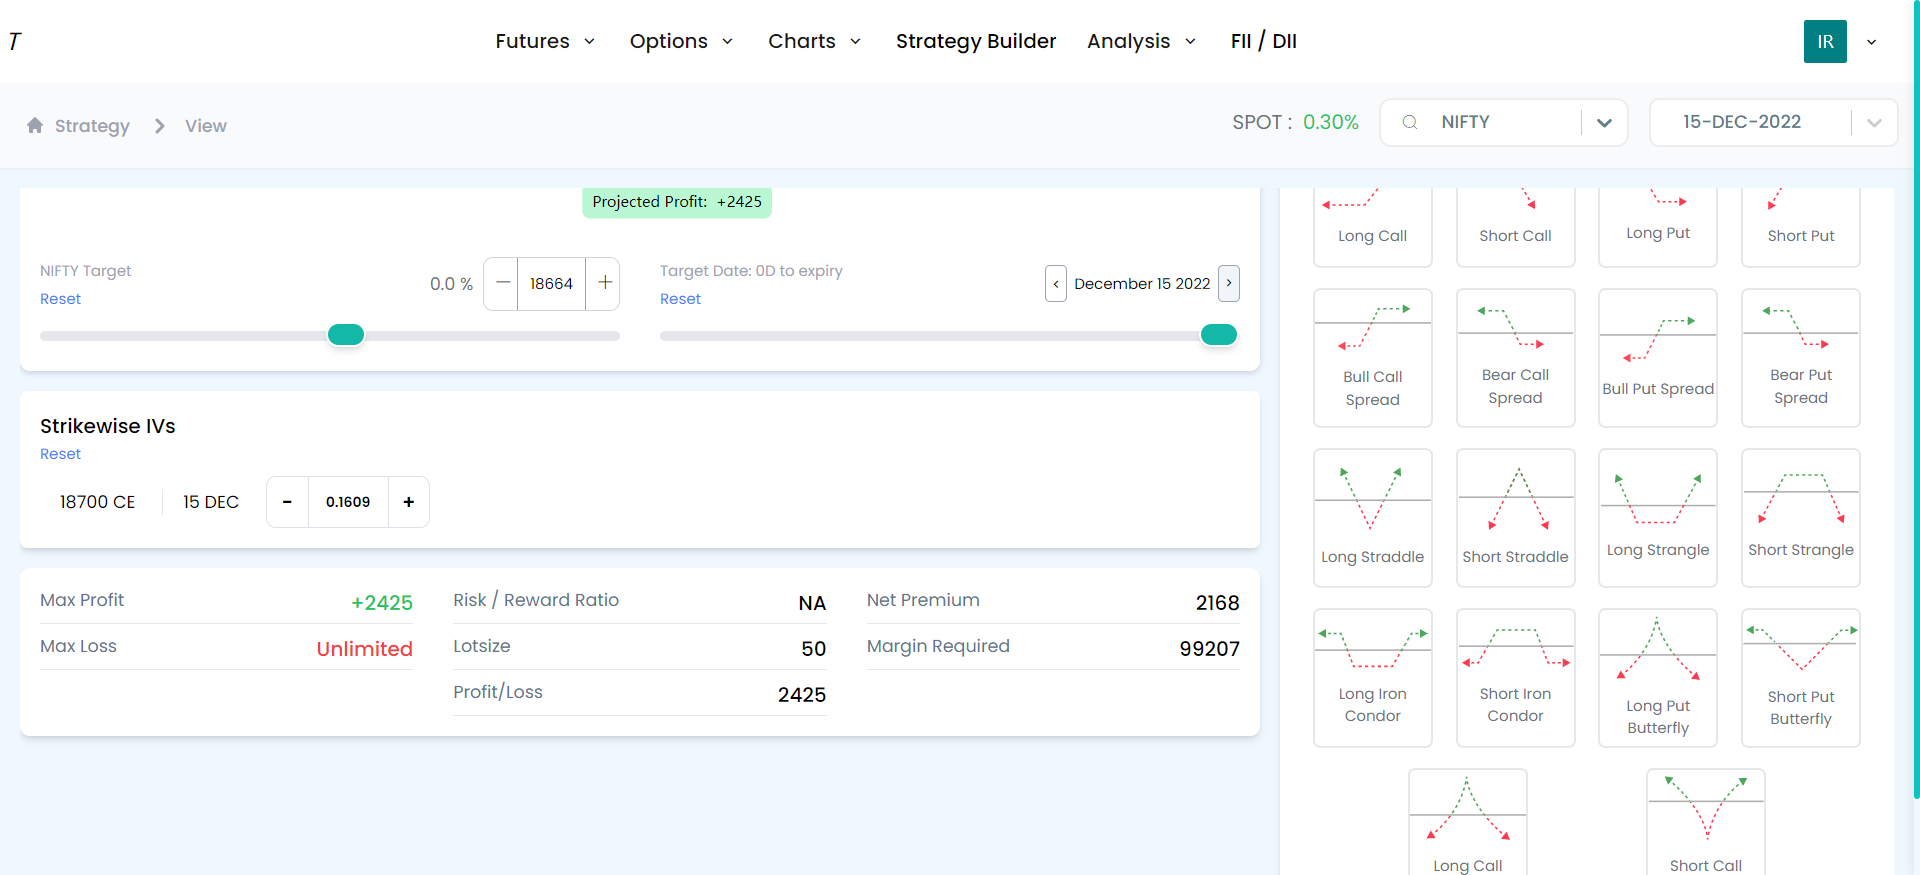 T
Futures Options Charts Strategy Builder Analysis FII / DII
IR
Strategy View
SPOT : 0.30%
NIFTY
15-DEC-2022
Projected Profit: +2425
NIFTY Target
Reset
0.0 %
18664
Target Date: 0D to expiry
Reset
December 15 2022
Strikewise IVs
Reset
18700 CE 15 DEC - 0.1609 +
Max Profit +2425
Max Loss Unlimited
Risk / Reward Ratio NA
Lotsize 50
Profit/Loss 2425
Net Premium 2168
Margin Required 99207
Long Call
Short Call
Long Put
Short Put
Bull Call
Spread
Bear Call
Spread
Bull Put Spread
Bear Put
Spread
Long Straddle
Short Straddle
Long Strangle
Short Strangle
Long Iron
Condor
Short Iron
Condor
Long Put
Butterfly
Short Put
Butterfly
Long Call
Short Call